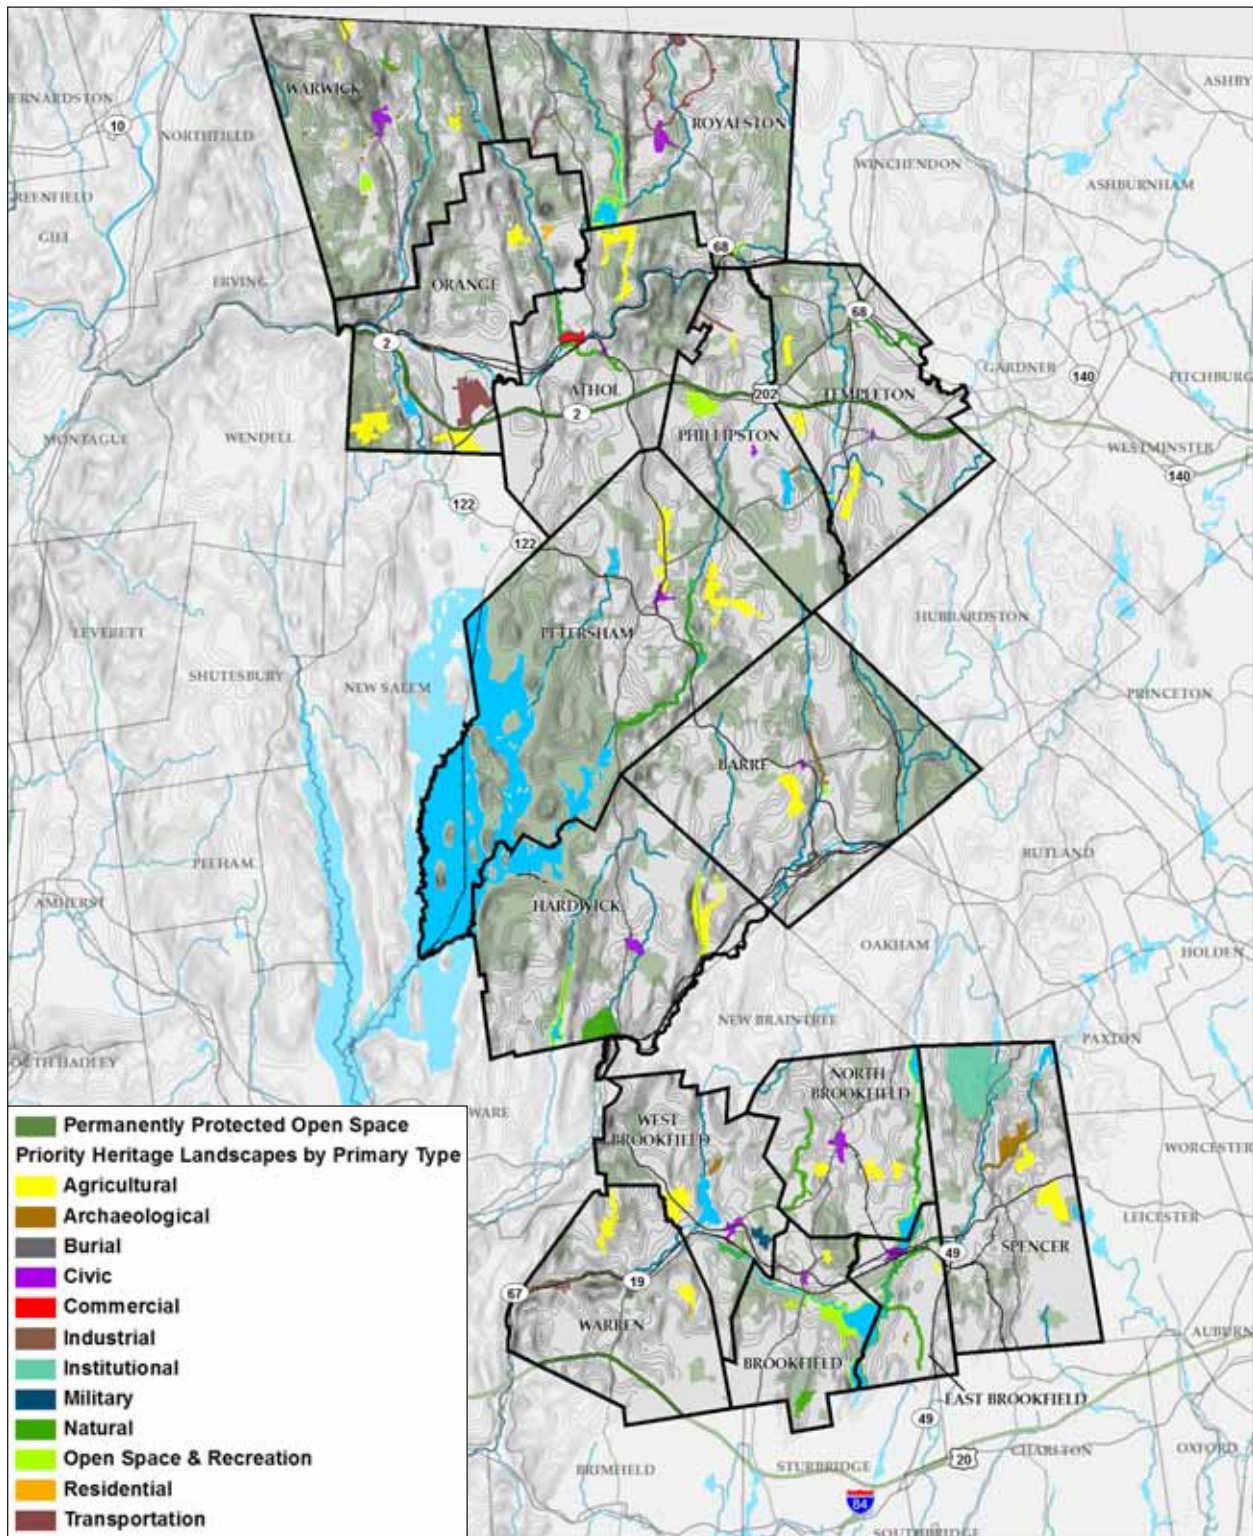 WARWICK
ASHBY
10
NORTHFIELD
ROYALSTON
WINCHENDON
ASHBURNHAM
GILL
68
ERVING
ORANGE
68
2
GARDNER
140
FITCHBURG
ATHOL
202
TEMPLETON
2
MONTAGUE
WENDELL
PHILLIPSTON
WESTMINSTER
140
122
122
HUBBARDSTON
LEVERETT
PETERSHAM
SHUTESBURY
NEW SALEM
PRINCETON
BARRE
RUTLAND
PELHAM
AMHERST
HARDWICK
OAKHAM
HOLDEN
NEW BRAINTREE
PAXTON
NORTH
BROOKFIELD
WARE
WEST
BROOKFIELD
WORCESTER
LEICESTER
49
SPENCER
67
19
WARREN
AUBURN
BROOKFIELD
EAST BROOKFIELD
49
CHARLTON
OXFORD
20
BRIMFIELD
STURBRIDGE
84
SOUTHBRIDGE
Permanently Protected Open Space
Priority Heritage Landscapes by Primary Type
Agricultural
Archaeological
Burial
Civic
Commercial
Industrial
Institutional
Military
Natural
Open Space & Recreation
Residential
Transportation